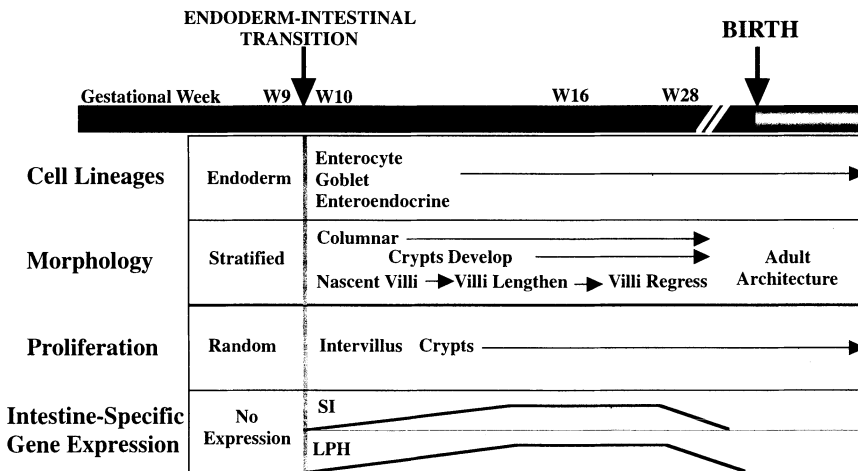 ENDODERM-INTESTINAL
TRANSITION
BIRTH
Gestational Week W9 W10 W16 W28
Cell Lineages
Endoderm
Enterocyte
Goblet
Enteroendocrine
Morphology
Stratified
Columnar
Crypts Develop
Nascent Villi Villi Lengthen Villi Regress
Adult
Architecture
Proliferation
Random
Intervillus Crypts
Intestine-Specific
Gene Expression
No
Expression
SI
LPH